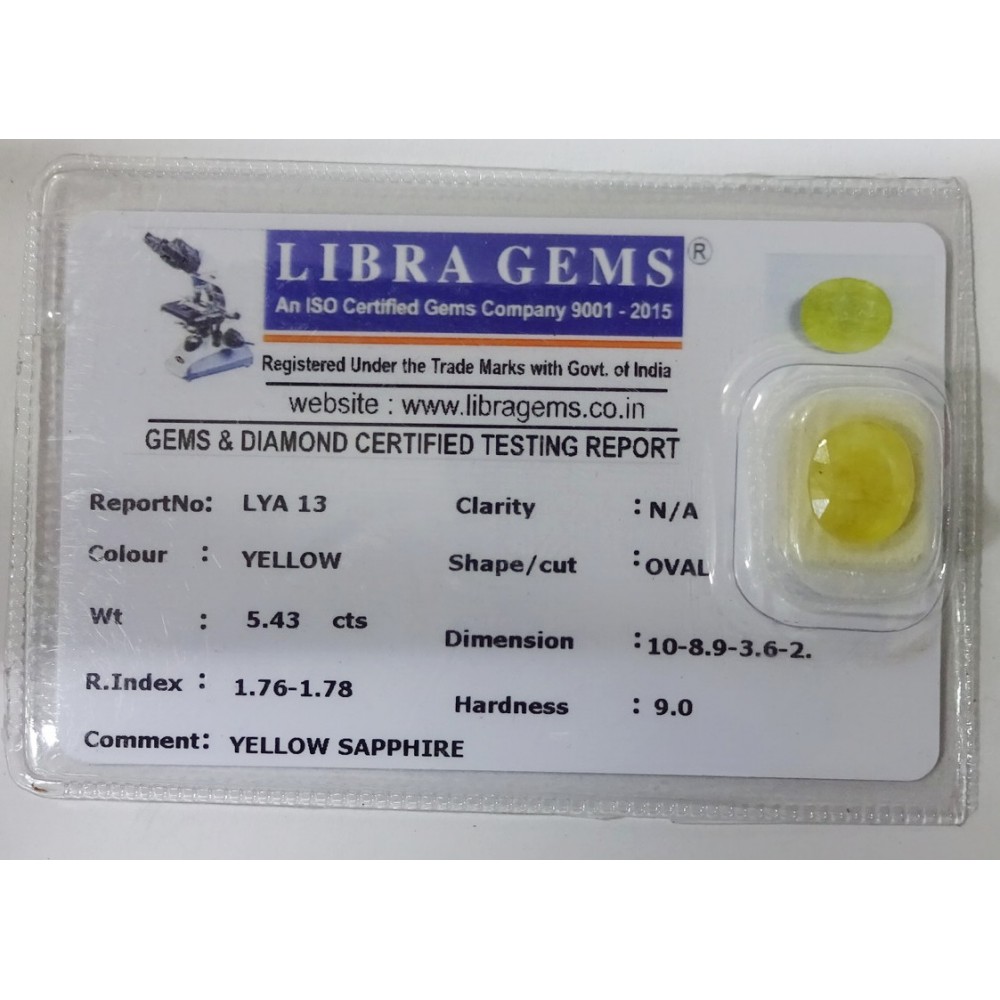 LIBRA GEMS ®
An ISO Certified Gems Company 9001 - 2015
Registered Under the Trade Marks with Govt. of India
website : www.libragems.co.in
GEMS & DIAMOND CERTIFIED TESTING REPORT
ReportNo: LYA 13 Clarity : N/A
Colour : YELLOW Shape/cut : OVAL
Wt : 5.43 cts Dimension : 10-8.9-3.6-2.
R.Index : 1.76-1.78 Hardness : 9.0
Comment: YELLOW SAPPHIRE